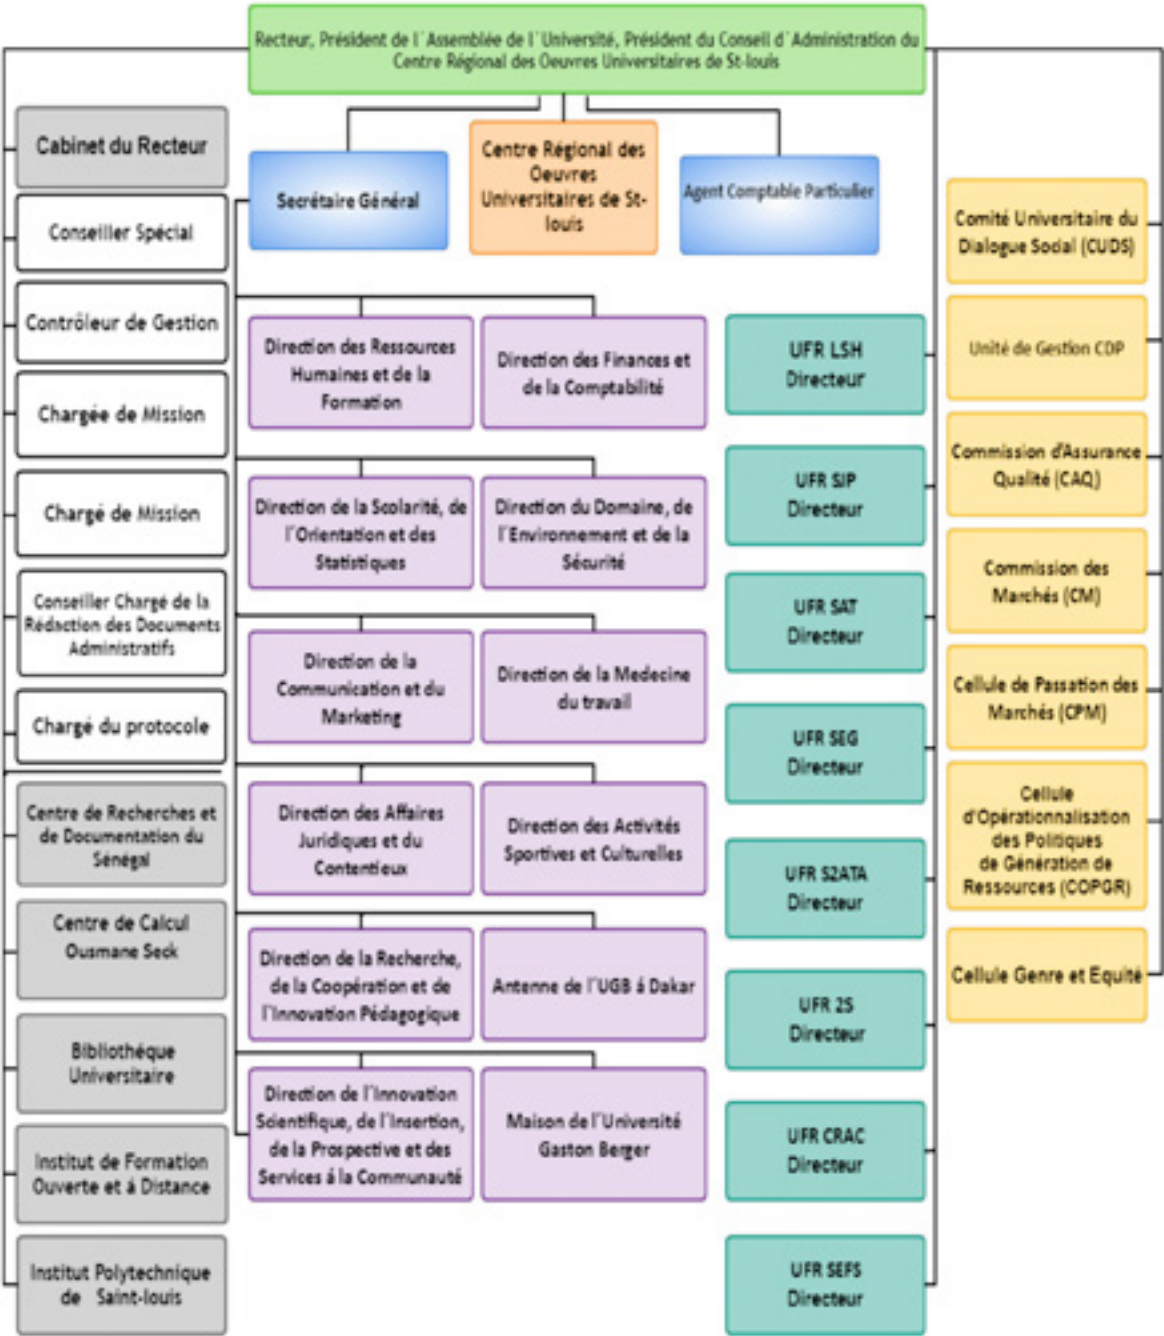 Recteur, Président de l´Assemblée de l´Université, Président du Conseil d´Administration du
Centre Régional des Oeuvres Universitaires de St-louis
Cabinet du Recteur
Conseiller Spécial
Contrôleur de Gestion
Chargée de Mission
Chargé de Mission
Conseiller Chargé de la
Rédaction des Documents
Administratifs
Chargé du protocole
Centre de Recherches et
de Documentation du
Sénégal
Centre de Calcul
Ousmane Seck
Bibliothéque
Universitaire
Institut de Formation
Ouverte et á Distance
Institut Polytechnique
de Saint-louis
Secrétaire Général
Centre Régional des
Oeuvres
Universitaires de St-
louis
Agent Comptable Particulier
Direction des Ressources
Humaines et de la
Formation
Direction des Finances et
de la Comptabilité
Direction de la Scolarité, de
l´Orientation et des
Statistiques
Direction du Domaine, de
l´Environnement et de la
Sécurité
Direction de la
Communication et du
Marketing
Direction de la Medecine
du travail
Direction des Affaires
Juridiques et du
Contentieux
Direction des Activités
Sportives et Culturelles
Direction de la Recherche,
de la Coopération et de
l´Innovation Pédagogique
Antenne de l´UGB á Dakar
Direction de l´Innovation
Scientifique, de l´Insertion,
de la Prospective et des
Services á la Communauté
Maison de l´Université
Gaston Berger
UFR LSH
Directeur
UFR SJP
Directeur
UFR SAT
Directeur
UFR SEG
Directeur
UFR S2ATA
Directeur
UFR 2S
Directeur
UFR CRAC
Directeur
UFR SEFS
Directeur
Comité Universitaire du
Dialogue Social (CUDS)
Unité de Gestion CDP
Commission d'Assurance
Qualité (CAQ)
Commission des
Marchés (CM)
Cellule de Passation des
Marchés (CPM)
Cellule
d'Opérationnalisation
des Politiques
de Génération de
Ressources (COPGR)
Cellule Genre et Equité